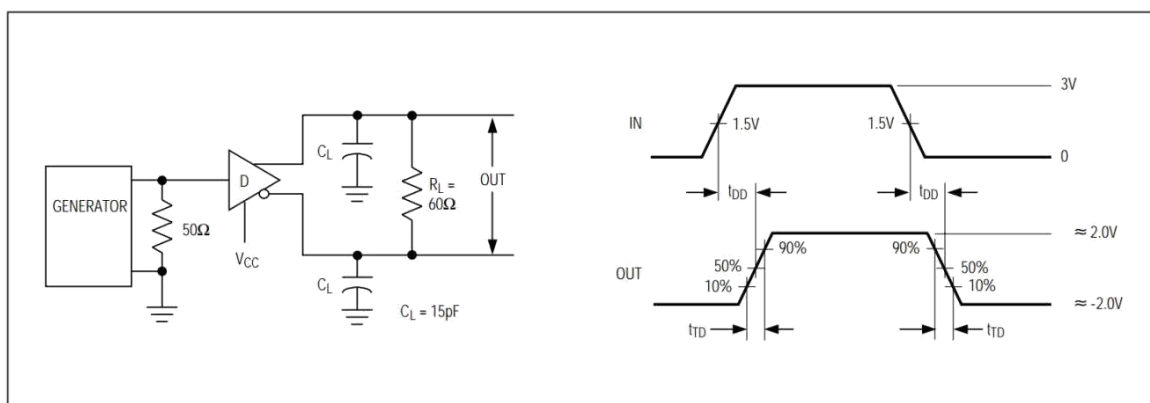 GENERATOR
50Ω
D
V_CC
C_L
R_L =
60Ω
OUT
C_L
C_L = 15pF
IN
1.5V
1.5V
3V
0
t_DD
t_DD
OUT
90%
50%
10%
90%
50%
10%
≈ 2.0V
≈ -2.0V
t_TD
t_TD